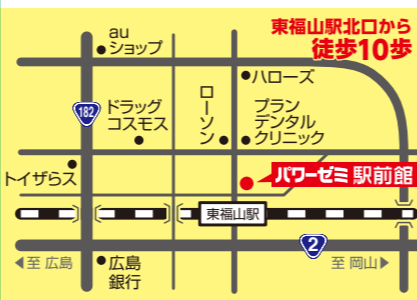 東福山駅北口から
徒歩10歩
au
ショップ
ハローズ
182
ドラッグ
コスモス
ローソン
プラン
デンタル
クリニック
トイザらス
パワーゼミ 駅前館
東福山駅
2
◀至 広島
広島
銀行
至 岡山▶